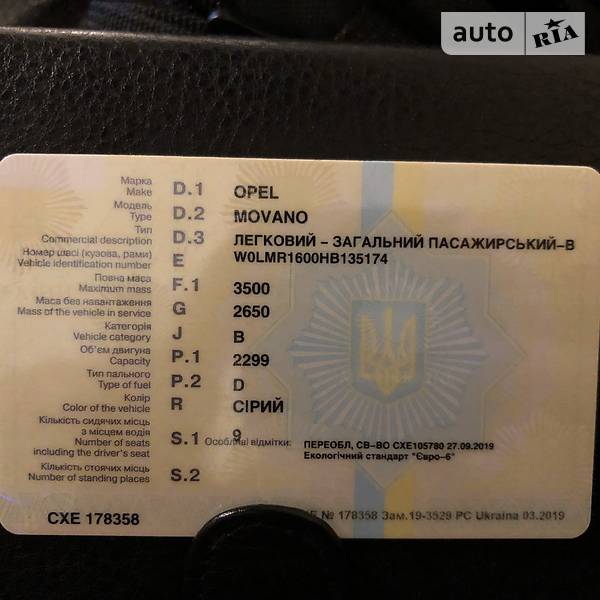 auto RIA
Марка
Make D.1 OPEL
Модель
Type D.2 MOVANO
Тип
Commercial description D.3 ЛЕГКОВИЙ – ЗАГАЛЬНИЙ ПАСАЖИРСЬКИЙ–В
Номер шасі (кузова, рами)
Vehicle identification number E W0LMR1600HB135174
Повна маса
Maximum mass F.1 3500
Маса без навантаження
Mass of the vehicle in service G 2650
Категорія
Vehicle category J B
Об'єм двигуна
Capacity P.1 2299
Тип пального
Type of fuel P.2 D
Колір
Color of the vehicle R СІРИЙ
Кількість сидячих місць
з місцем водія
Number of seats
including the driver's seat S.1 9
Особливі відмітки: ПЕРЕОБЛ, СВ–ВО СХЕ105780 27.09.2019
Екологічний стандарт "Євро–6"
Кількість стоячих місць
Number of standing places S.2
СХЕ 178358
№ 178358 Зам.19-3529 РС Ukraina 03.2019